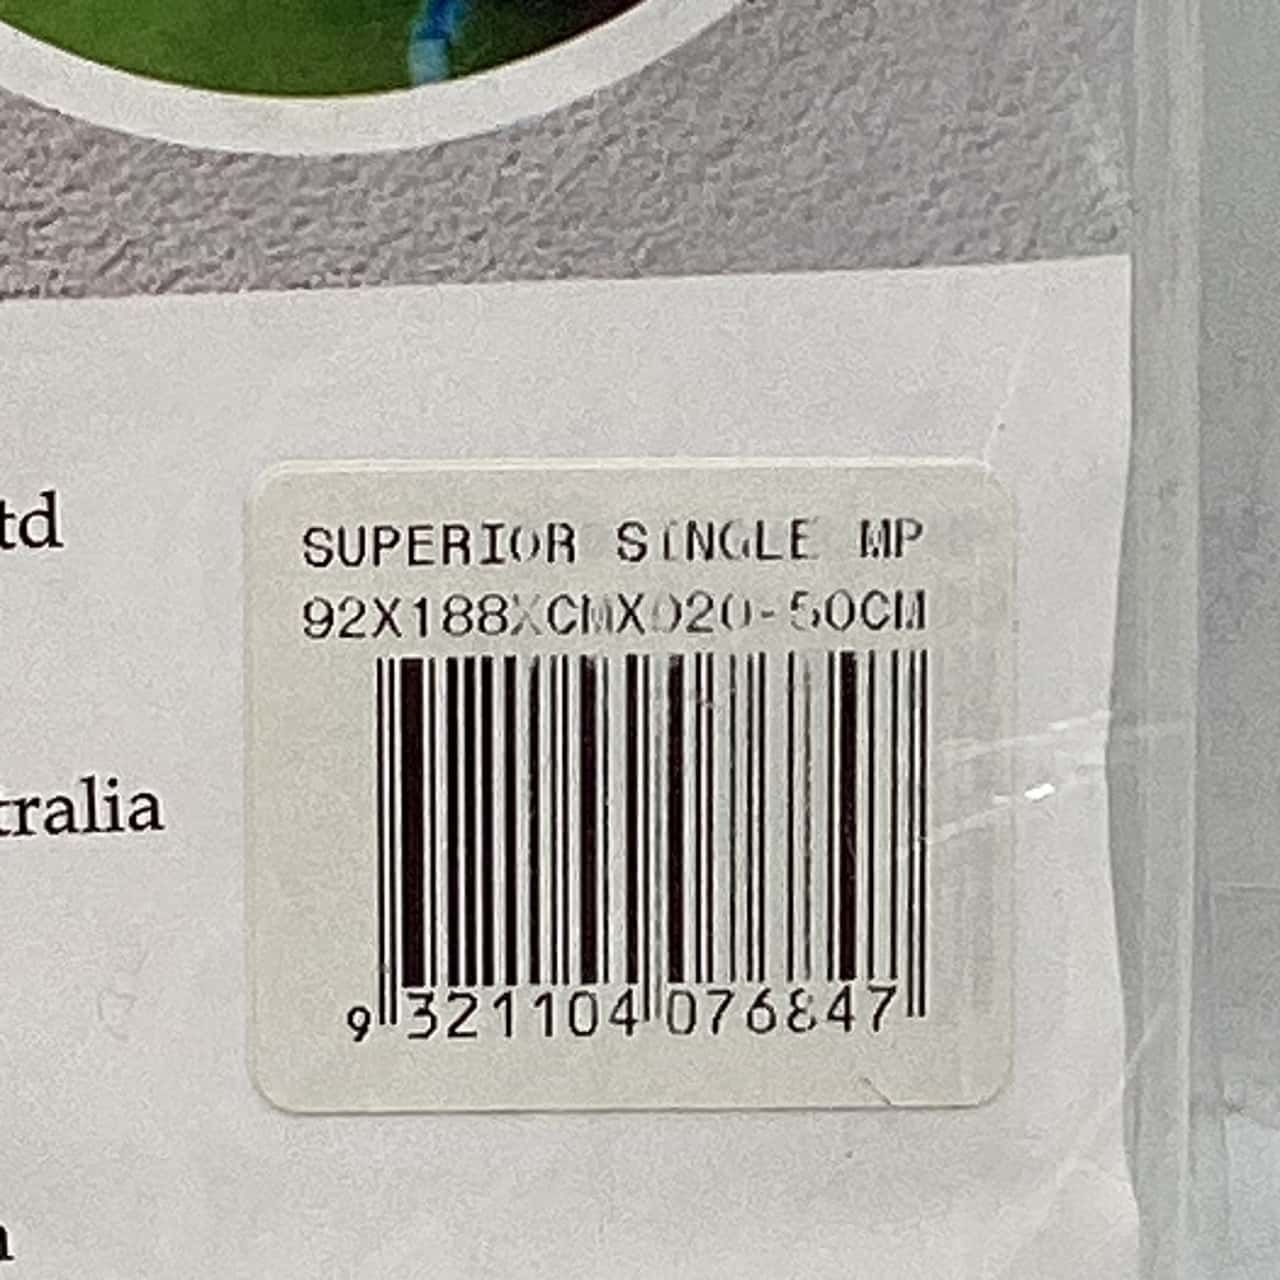 td
SUPERIOR SINGLE MP
92X188XCMX020-50CM
tralia
9 321104 076847